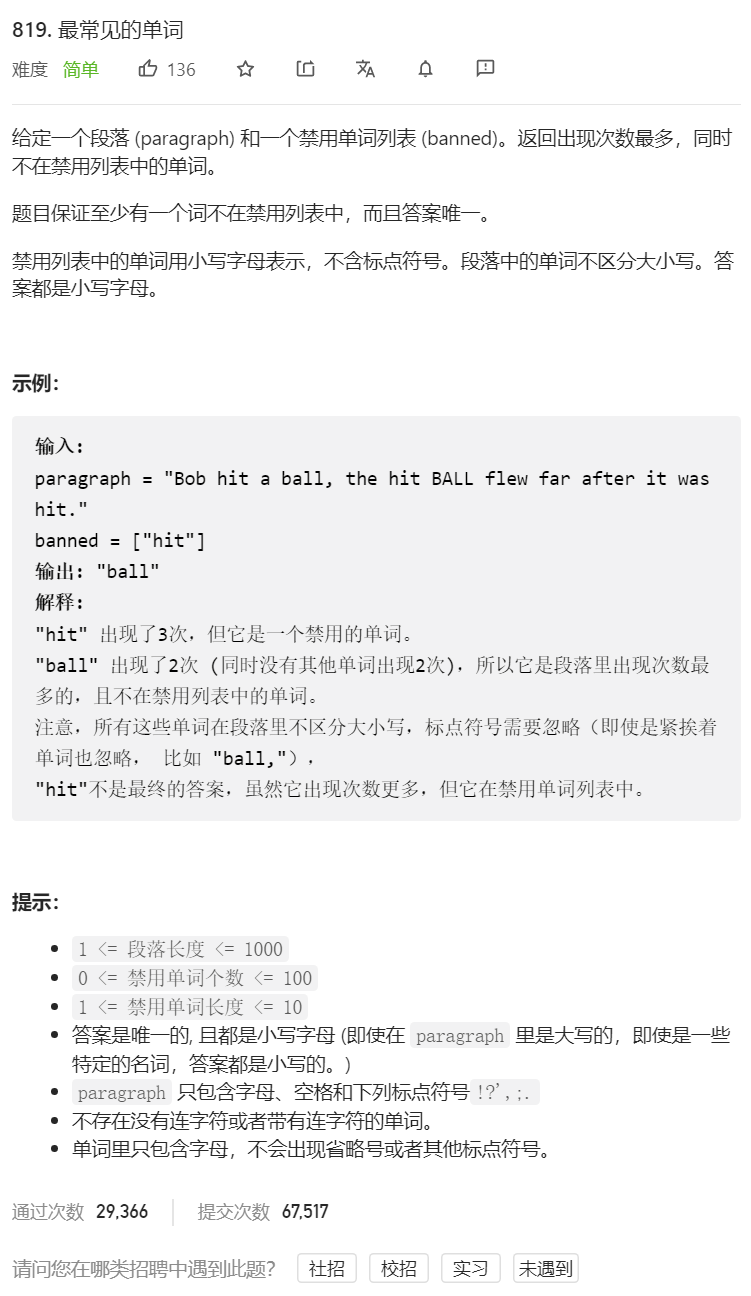 819. 最常见的单词
难度 简单 136
给定一个段落 (paragraph) 和一个禁用单词列表 (banned)。返回出现次数最多，同时
不在禁用列表中的单词。
题目保证至少有一个词不在禁用列表中，而且答案唯一。
禁用列表中的单词用小写字母表示，不含标点符号。段落中的单词不区分大小写。答
案都是小写字母。
示例：
输入:
paragraph = "Bob hit a ball, the hit BALL flew far after it was
hit."
banned = ["hit"]
输出: "ball"
解释:
"hit" 出现了3次，但它是一个禁用的单词。
"ball" 出现了2次 (同时没有其他单词出现2次)，所以它是段落里出现次数最
多的，且不在禁用列表中的单词。
注意，所有这些单词在段落里不区分大小写，标点符号需要忽略（即使是紧挨着
单词也忽略， 比如 "ball,"），
"hit"不是最终的答案，虽然它出现次数更多，但它在禁用单词列表中。
提示：
1 <= 段落长度 <= 1000
0 <= 禁用单词个数 <= 100
1 <= 禁用单词长度 <= 10
答案是唯一的, 且都是小写字母 (即使在 paragraph 里是大写的，即使是一些
特定的名词，答案都是小写的。)
paragraph 只包含字母、空格和下列标点符号!?',;.
不存在没有连字符或者带有连字符的单词。
单词里只包含字母，不会出现省略号或者其他标点符号。
通过次数 29,366 提交次数 67,517
请问您在哪类招聘中遇到此题？ 社招 校招 实习 未遇到